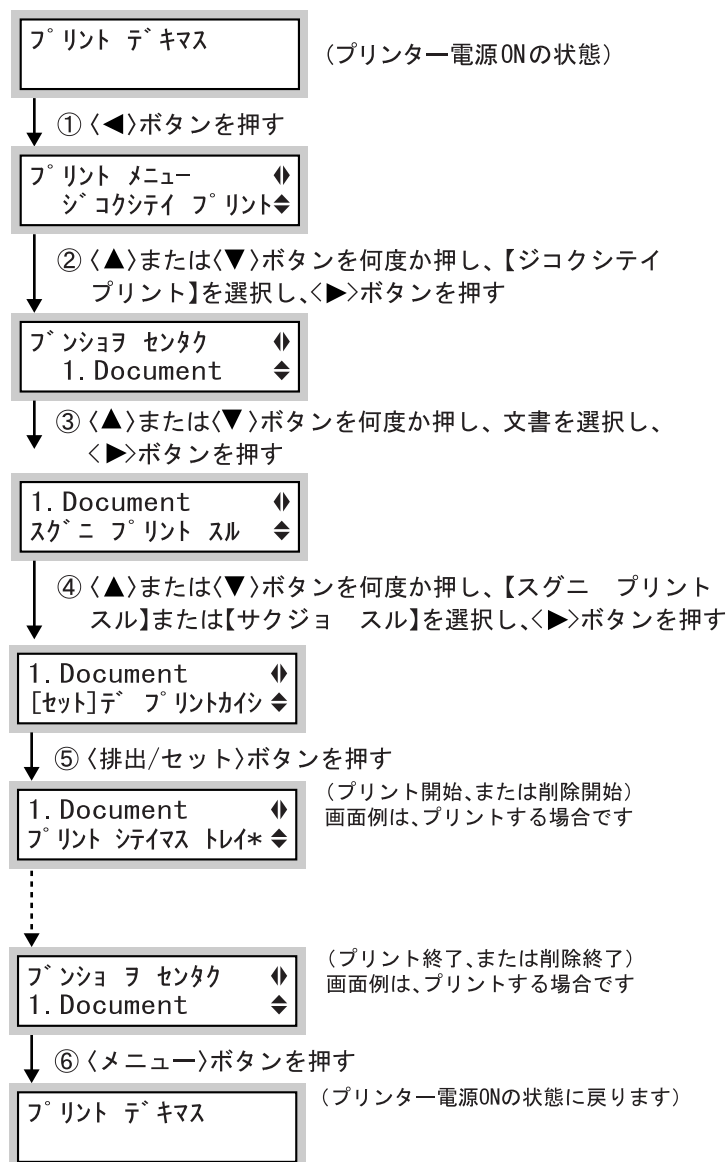 ﾌﾟﾘﾝﾄ ﾃﾞｷﾏｽ
（プリンター電源ONの状態）
①〈◀〉ボタンを押す
ﾌﾟﾘﾝﾄ ﾒﾆｭｰ
ｼﾞｺｸｼﾃｲ ﾌﾟﾘﾝﾄ
②〈▲〉または〈▼〉ボタンを何度か押し、【ジコクシテイ
プリント】を選択し、〈▶〉ボタンを押す
ﾌﾞﾝｼｮｦ ｾﾝﾀｸ
1.Document
③〈▲〉または〈▼〉ボタンを何度か押し、文書を選択し、
〈▶〉ボタンを押す
1.Document
ｽｸﾞﾆ ﾌﾟﾘﾝﾄ ｽﾙ
④〈▲〉または〈▼〉ボタンを何度か押し、【スグニ　プリント
スル】または【サクジョ　スル】を選択し、〈▶〉ボタンを押す
1.Document
[ｾｯﾄ]ﾃﾞ ﾌﾟﾘﾝﾄｶｲｼ
⑤〈排出/セット〉ボタンを押す
1.Document
ﾌﾟﾘﾝﾄ ｼﾃｲﾏｽ ﾄﾚｲ*
（プリント開始、または削除開始）
画面例は、プリントする場合です
ﾌﾞﾝｼｮ ｦ ｾﾝﾀｸ
1.Document
（プリント終了、または削除終了）
画面例は、プリントする場合です
⑥〈メニュー〉ボタンを押す
ﾌﾟﾘﾝﾄ ﾃﾞｷﾏｽ
（プリンター電源ONの状態に戻ります）